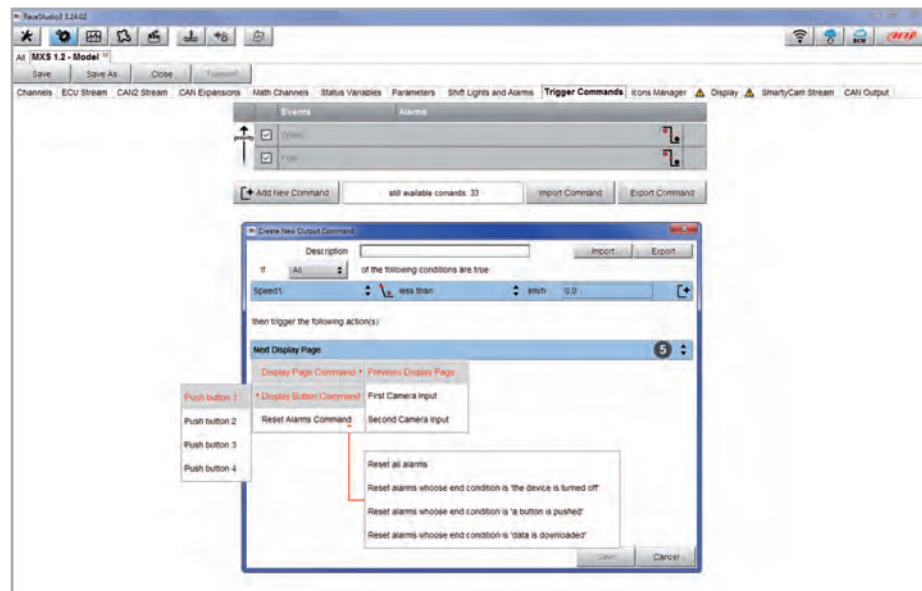 RaceStudio3 3.24.02
ECU
All MXS 1.2 - Model
Save Save As Close Transmit
Channels ECU Stream CAN2 Stream CAN Expansions Math Channels Status Variables Parameters Shift Lights and Alarms Trigger Commands Icons Manager Display SmartyCam Stream CAN Output
Events Alarms
priority
+ Add New Command still available comands: 33 Import Command Export Command
Create New Output Command
Description Import Export
If All of the following conditions are true
Speed1 less than km/h 0.0
then trigger the following action(s)
Next Display Page 5
Display Page Command Previews Display Page
Push button 1 Display Button Command First Camera Input
Push button 2 Reset Alarms Command Second Camera Input
Push button 3
Push button 4
Reset all alarms
Reset alarms whoose end condition is 'the device is turned off'
Reset alarms whoose end condition is 'a button is pushed'
Reset alarms whoose end condition is 'data is downloaded'
Save Cancel